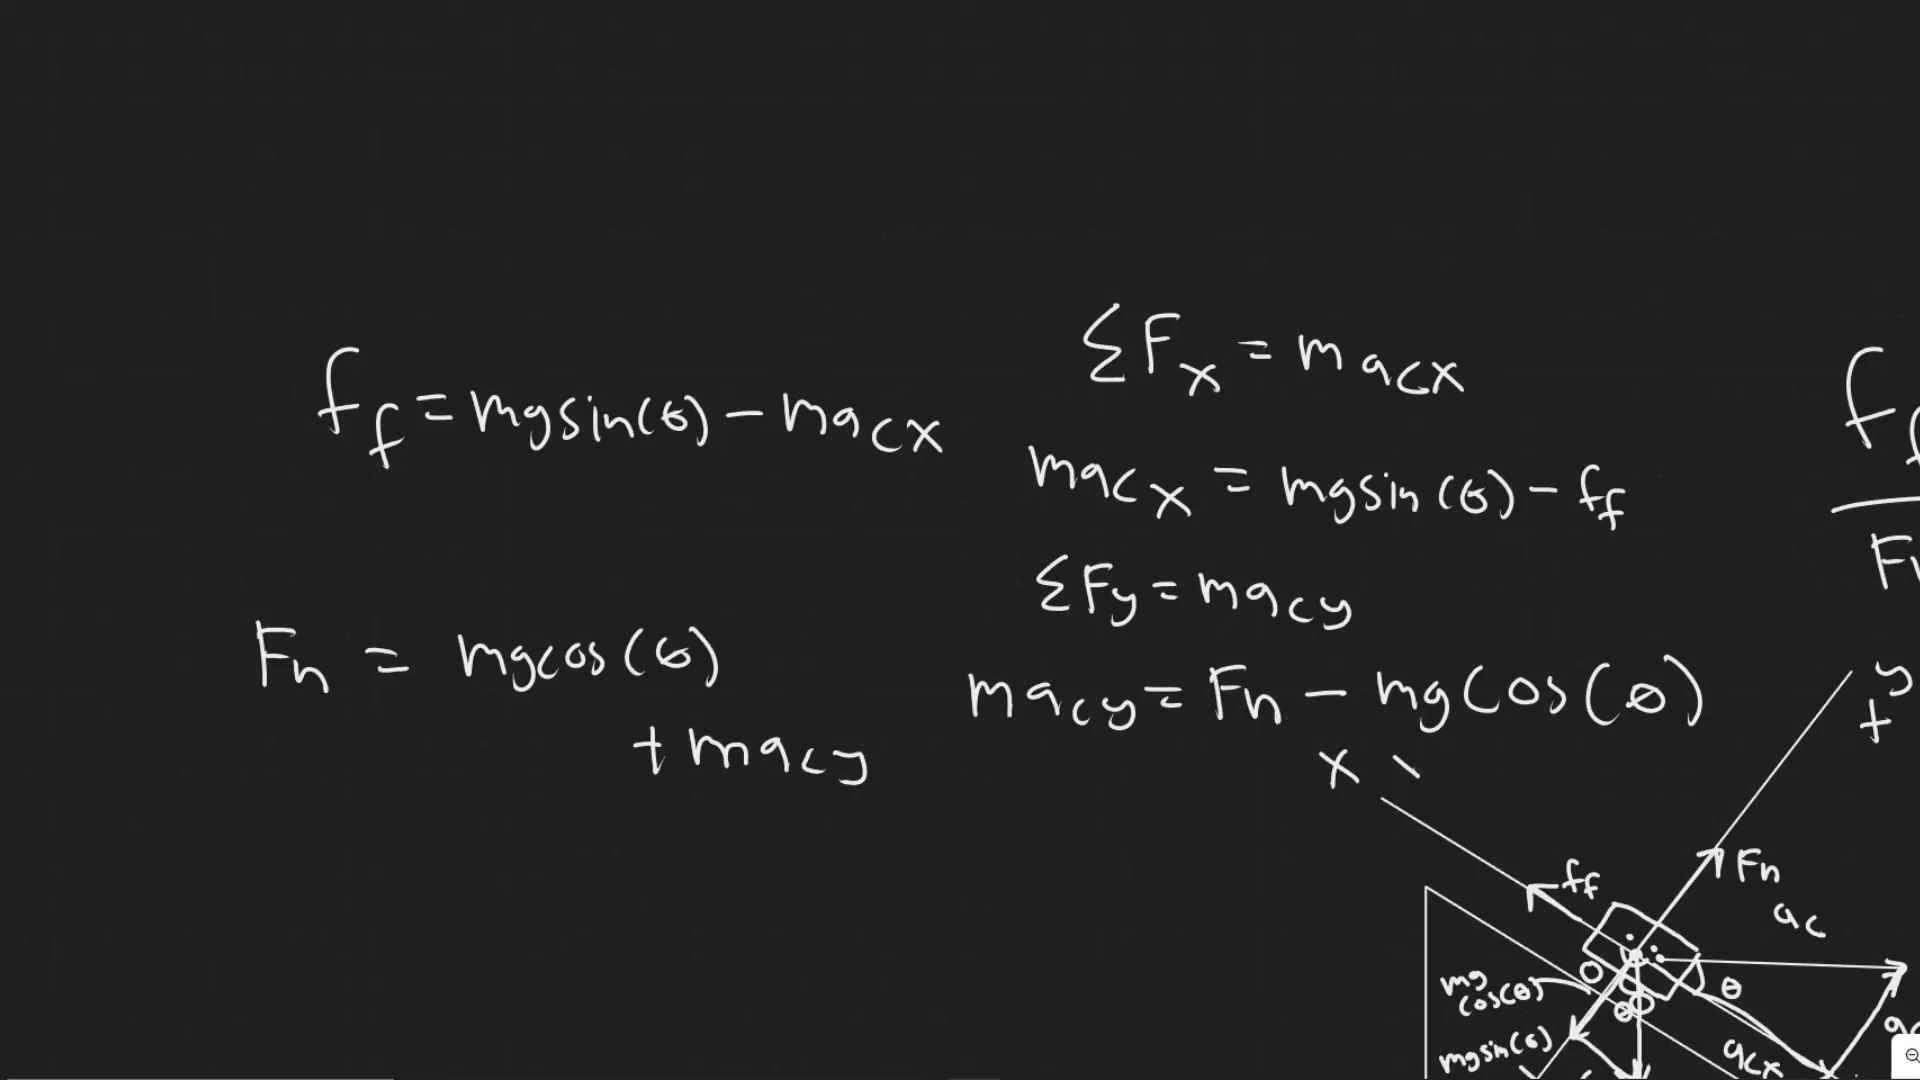 ΣFx = macx
ff = mgsin(θ) - macx
macx = mgsin(θ) - ff
ΣFy = macy
Fn = mgcos(θ)
+ macy
macy = Fn - mgcos(θ)
x
y
+
ff
Fn
ac
mg
cos(θ)
θ
mgsin(θ)
acx